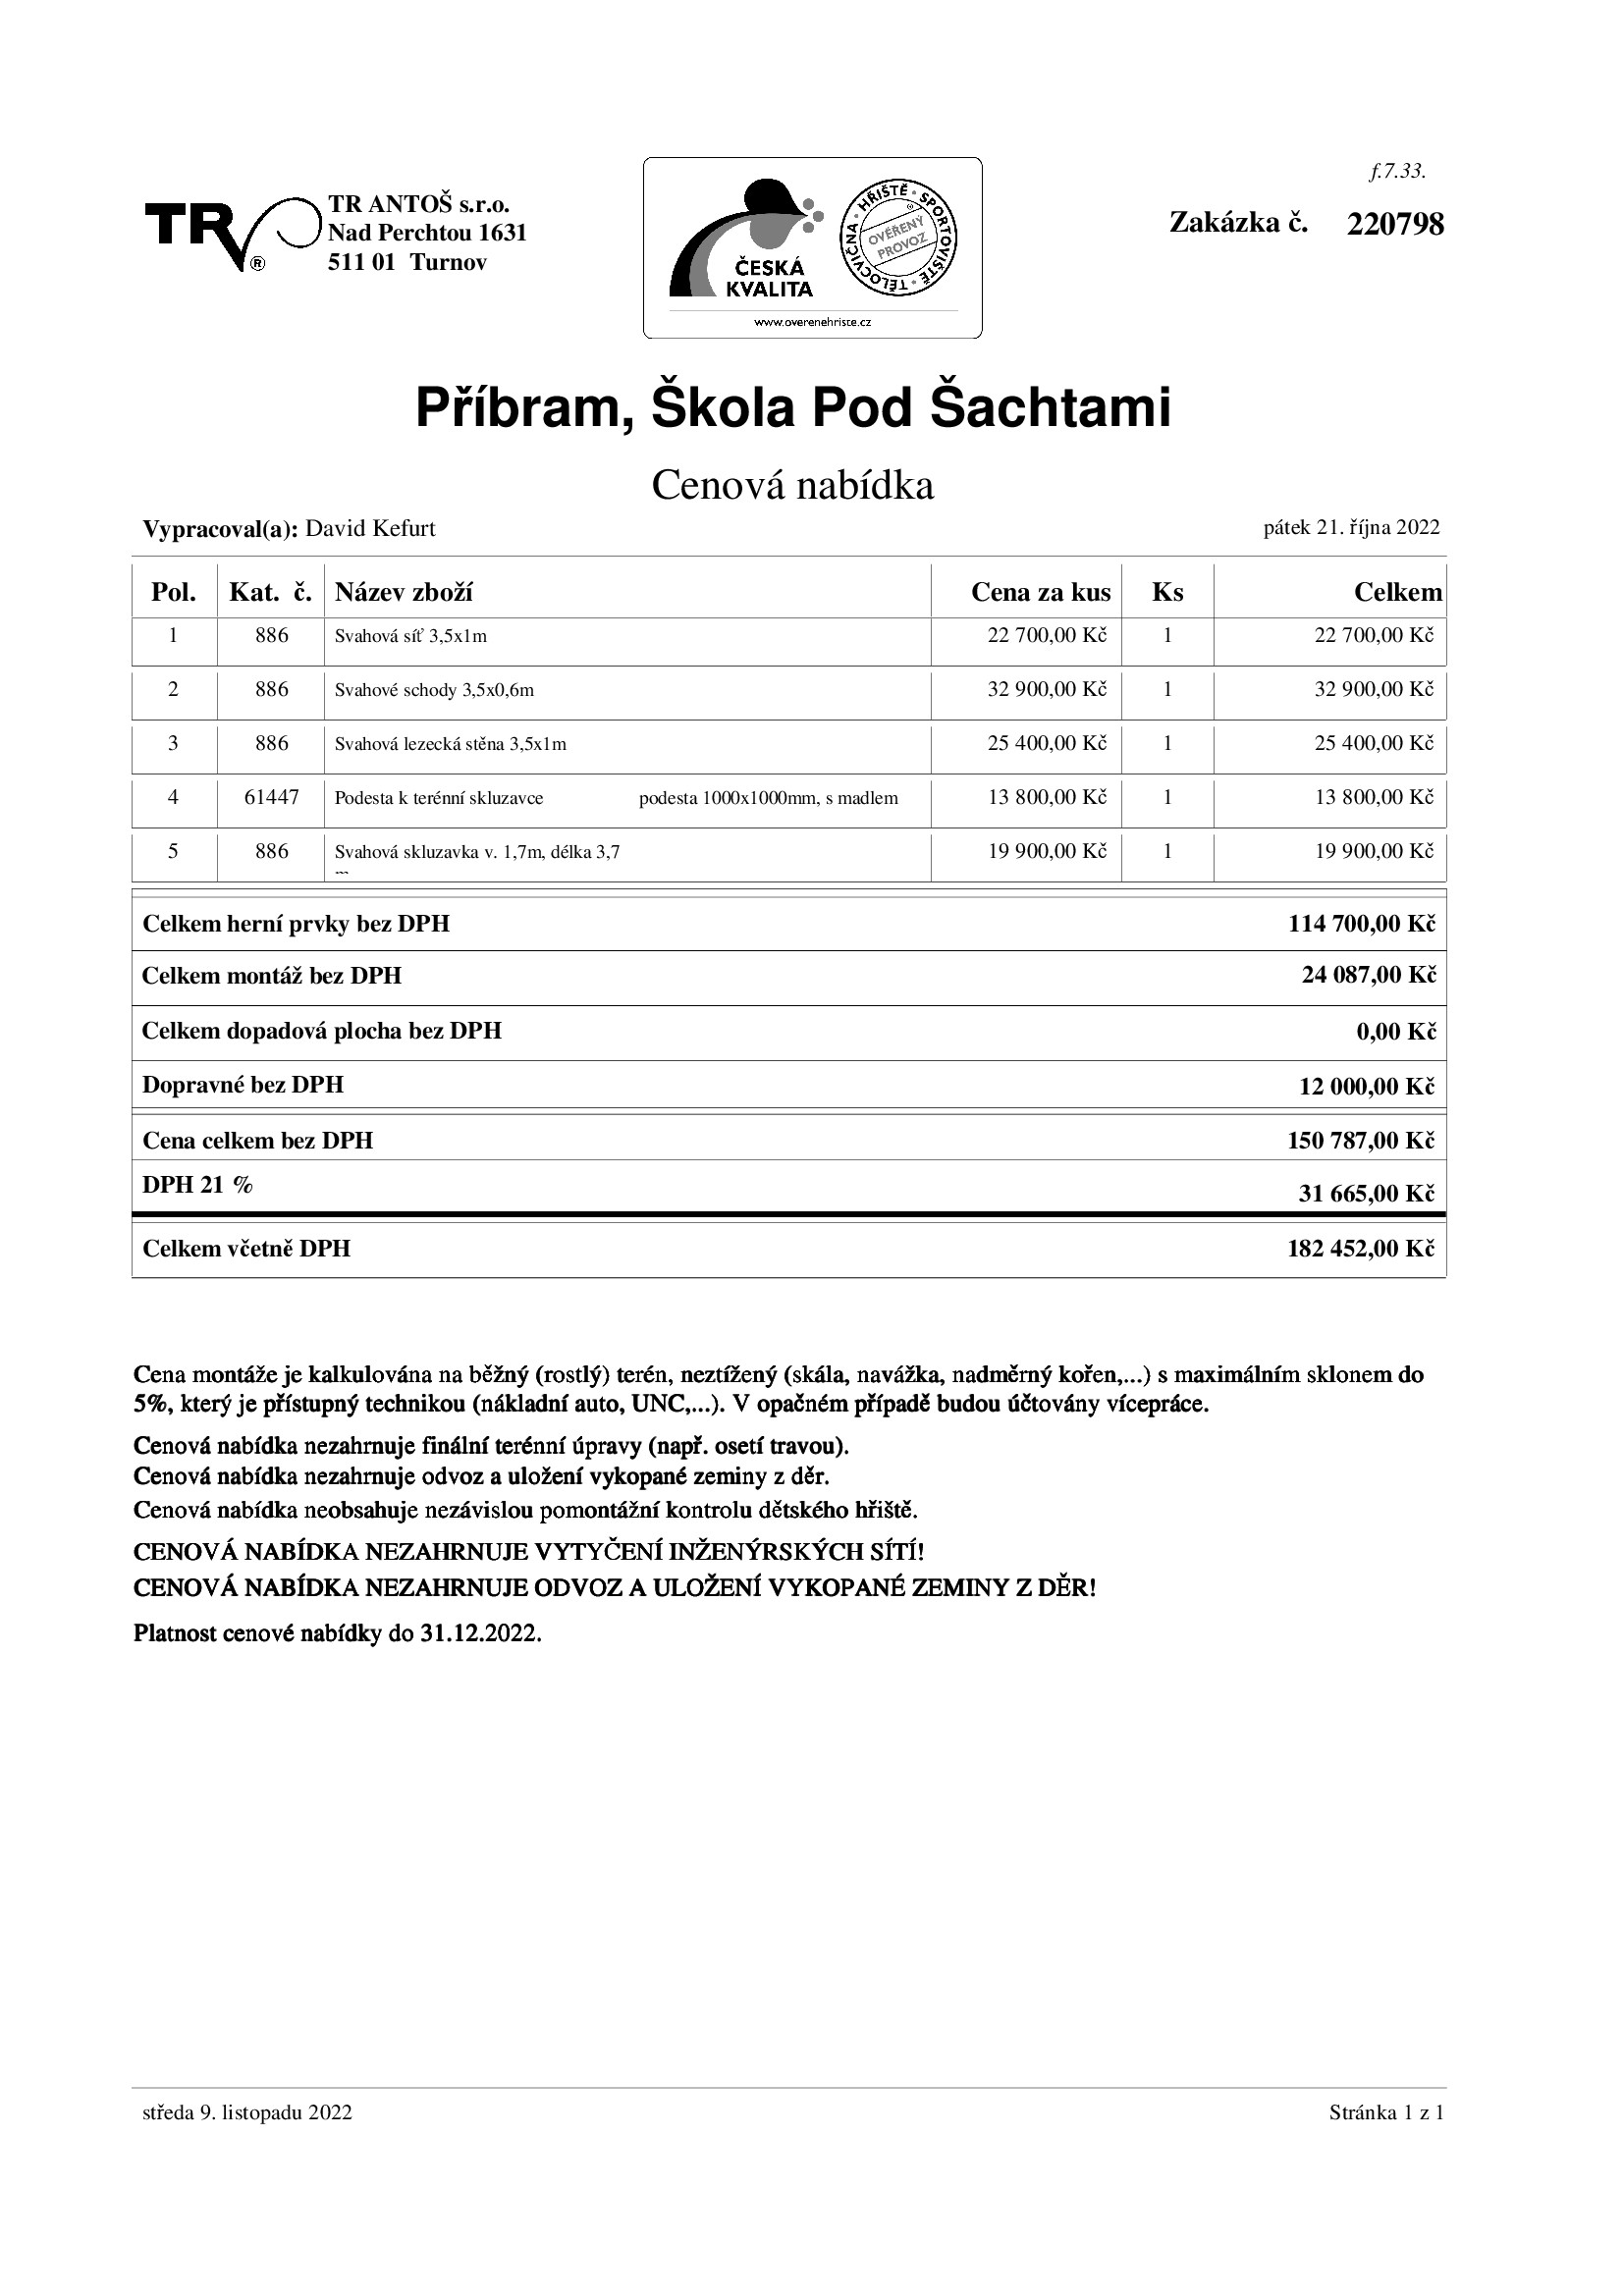 f.7.33.
TR
®
TR ANTOŠ s.r.o.
Nad Perchtou 1631
511 01 Turnov
ČESKÁ
KVALITA
HŘIŠTĚ • SPORTOVIŠTĚ • TĚLOCVIČNA •
®
OVĚŘENÝ
PROVOZ
www.overenehriste.cz
Zakázka č. 220798
Příbram, Škola Pod Šachtami
Cenová nabídka
Vypracoval(a): David Kefurt pátek 21. října 2022
Pol. Kat. č. Název zboží Cena za kus Ks Celkem
1 886 Svahová síť 3,5x1m 22 700,00 Kč 1 22 700,00 Kč
2 886 Svahové schody 3,5x0,6m 32 900,00 Kč 1 32 900,00 Kč
3 886 Svahová lezecká stěna 3,5x1m 25 400,00 Kč 1 25 400,00 Kč
4 61447 Podesta k terénní skluzavce podesta 1000x1000mm, s madlem 13 800,00 Kč 1 13 800,00 Kč
5 886 Svahová skluzavka v. 1,7m, délka 3,7 19 900,00 Kč 1 19 900,00 Kč
Celkem herní prvky bez DPH 114 700,00 Kč
Celkem montáž bez DPH 24 087,00 Kč
Celkem dopadová plocha bez DPH 0,00 Kč
Dopravné bez DPH 12 000,00 Kč
Cena celkem bez DPH 150 787,00 Kč
DPH 21 % 31 665,00 Kč
Celkem včetně DPH 182 452,00 Kč
Cena montáže je kalkulována na běžný (rostlý) terén, neztížený (skála, navážka, nadměrný kořen,...) s maximálním sklonem do
5%, který je přístupný technikou (nákladní auto, UNC,...). V opačném případě budou účtovány vícepráce.
Cenová nabídka nezahrnuje finální terénní úpravy (např. osetí travou).
Cenová nabídka nezahrnuje odvoz a uložení vykopané zeminy z děr.
Cenová nabídka neobsahuje nezávislou pomontážní kontrolu dětského hřiště.
CENOVÁ NABÍDKA NEZAHRNUJE VYTYČENÍ INŽENÝRSKÝCH SÍTÍ!
CENOVÁ NABÍDKA NEZAHRNUJE ODVOZ A ULOŽENÍ VYKOPANÉ ZEMINY Z DĚR!
Platnost cenové nabídky do 31.12.2022.
středa 9. listopadu 2022 Stránka 1 z 1